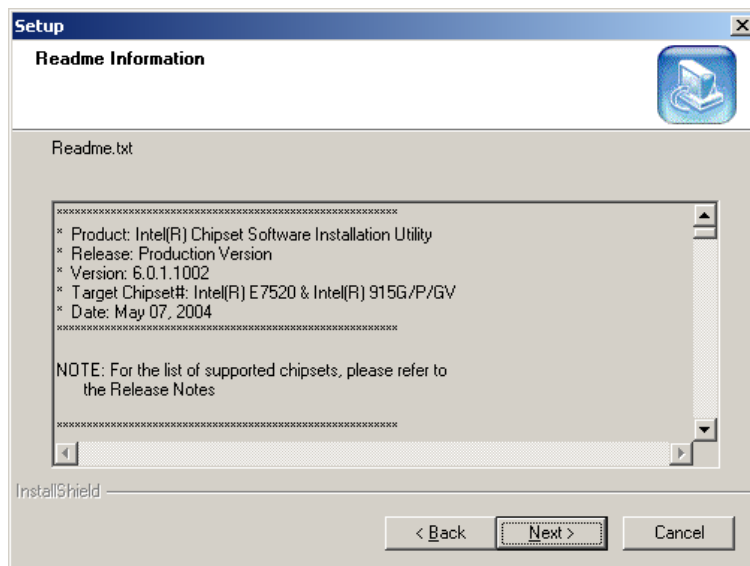 Setup
Readme Information
Readme.txt
*********************************************************
* Product: Intel(R) Chipset Software Installation Utility
* Release: Production Version
* Version: 6.0.1.1002
* Target Chipset#: Intel(R) E7520 & Intel(R) 915G/P/GV
* Date: May 07, 2004
*********************************************************
NOTE: For the list of supported chipsets, please refer to
the Release Notes
*********************************************************
InstallShield
< Back
Next >
Cancel